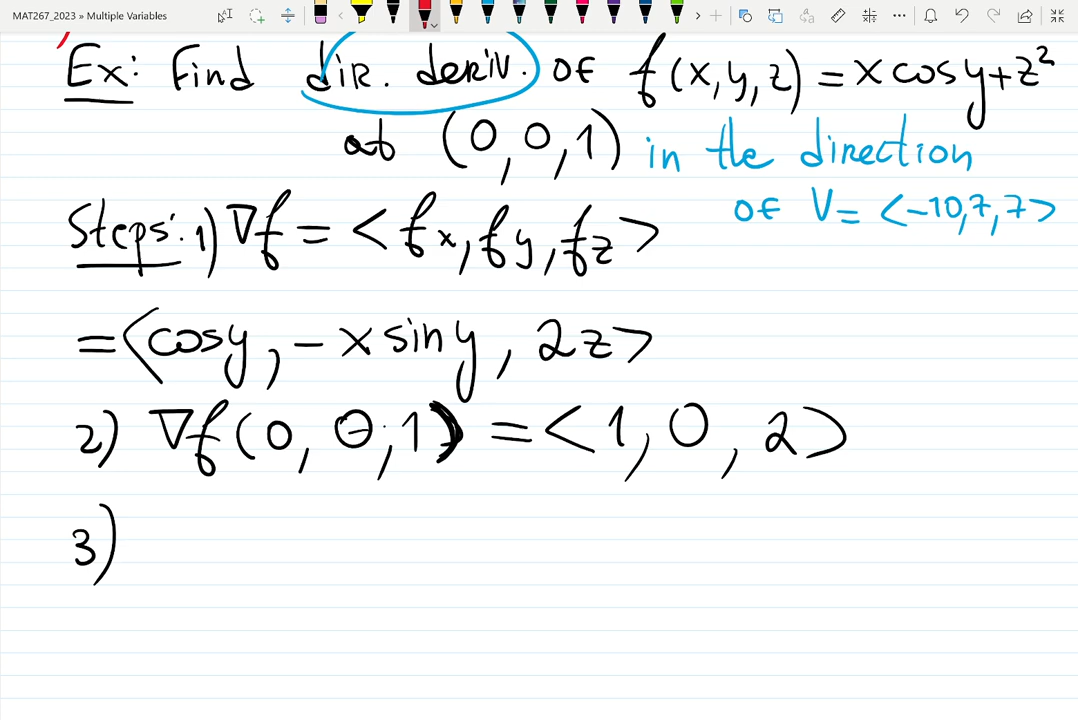 MAT267_2023 » Multiple Variables
Ex: Find dir. deriv. of f(x,y,z) = x cos y + z²
at (0,0,1) in the direction
of V = <-10,7,7>
Steps: 1) ∇f = <fx, fy, fz>
= <cosy, - x sin y, 2z>
2) ∇f(0, 0, 1) = <1, 0, 2>
3)